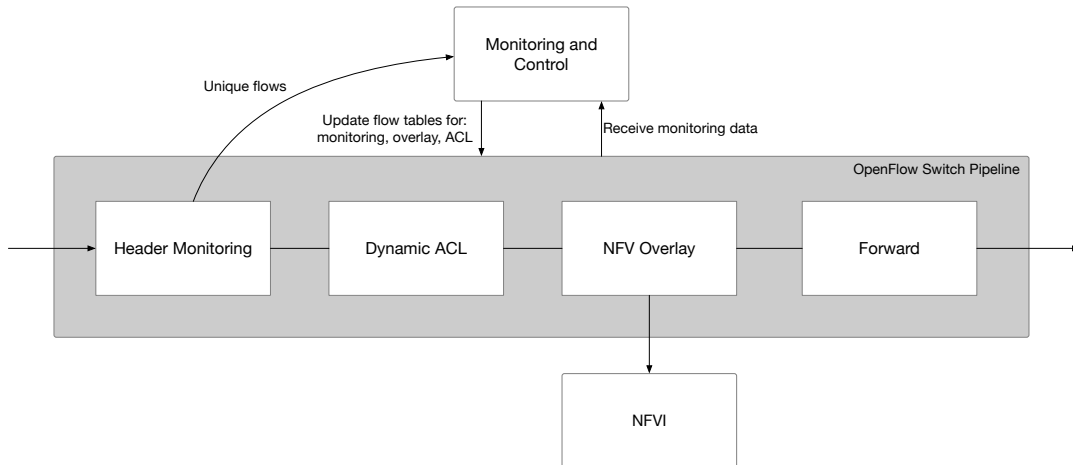 Monitoring and
Control
Unique flows
Update flow tables for:
monitoring, overlay, ACL
Receive monitoring data
OpenFlow Switch Pipeline
Header Monitoring
Dynamic ACL
NFV Overlay
Forward
NFVI